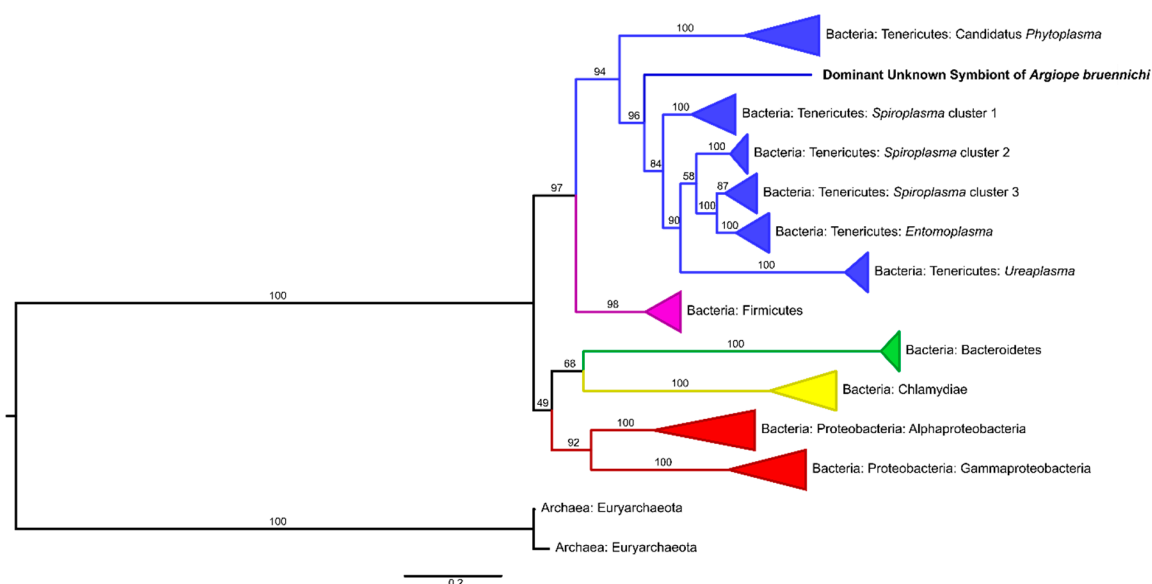 100
Bacteria: Tenericutes: Candidatus Phytoplasma
94
Dominant Unknown Symbiont of Argiope bruennichi
96
100
Bacteria: Tenericutes: Spiroplasma cluster 1
84
100
Bacteria: Tenericutes: Spiroplasma cluster 2
58
87
Bacteria: Tenericutes: Spiroplasma cluster 3
97
100
90
100
Bacteria: Tenericutes: Entomoplasma
100
Bacteria: Tenericutes: Ureaplasma
100
98
Bacteria: Firmicutes
100
Bacteria: Bacteroidetes
68
100
Bacteria: Chlamydiae
49
100
Bacteria: Proteobacteria: Alphaproteobacteria
92
100
Bacteria: Proteobacteria: Gammaproteobacteria
Archaea: Euryarchaeota
100
Archaea: Euryarchaeota
0.2